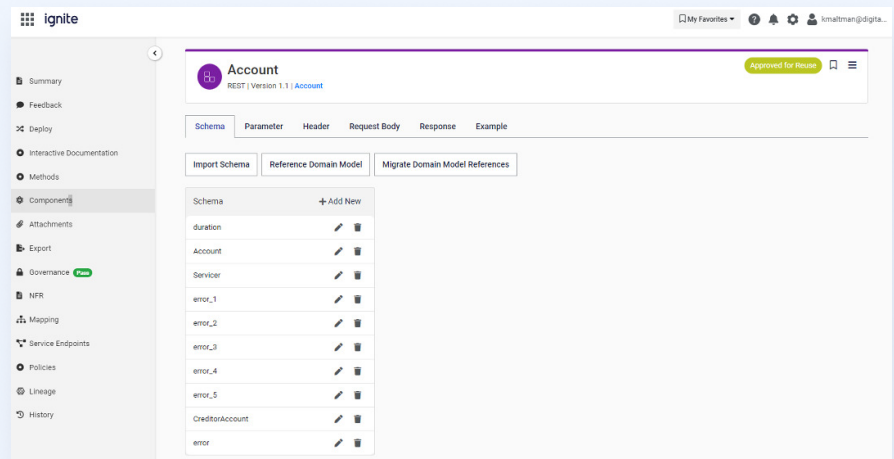 ignite
My Favorites
kmaltman@digita...
Summary
Feedback
Deploy
Interactive Documentation
Methods
Components
Attachments
Export
Governance Pass
NFR
Mapping
Service Endpoints
Policies
Lineage
History
Account
REST | Version 1.1 | Account
Approved for Reuse
Schema Parameter Header Request Body Response Example
Import Schema Reference Domain Model Migrate Domain Model References
Schema + Add New
duration
Account
Servicer
error_1
error_2
error_3
error_4
error_5
CreditorAccount
error